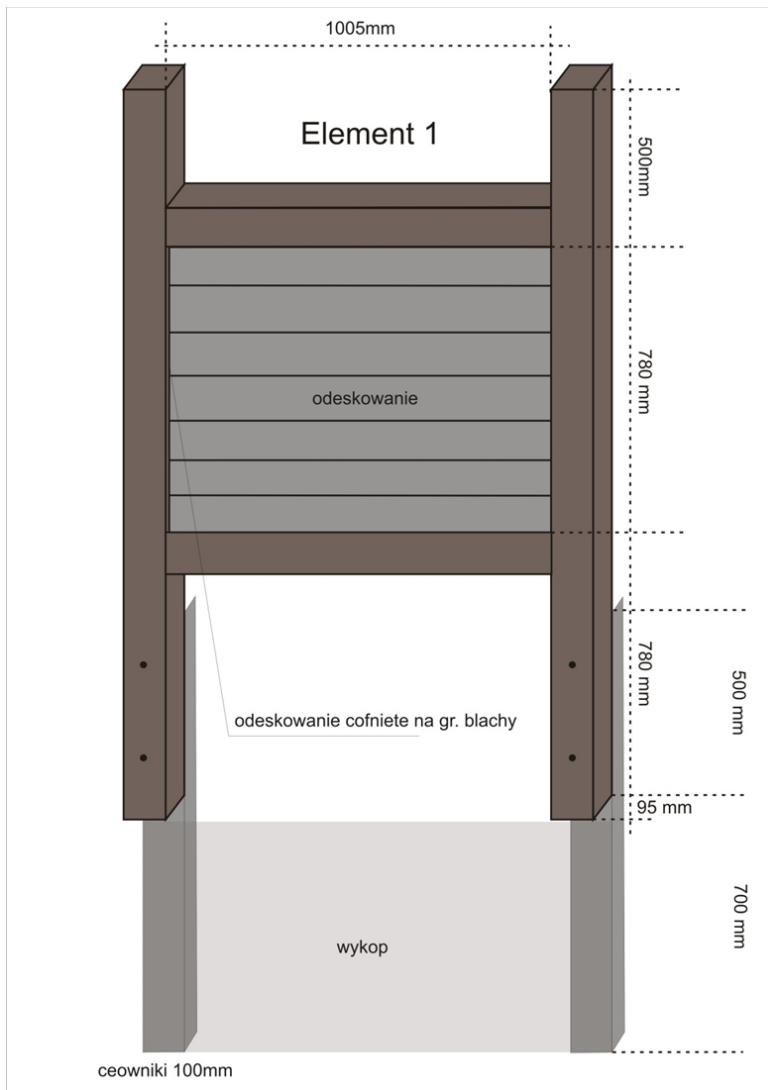 1005mm
Element 1
500mm
780 mm
odeskowanie
780 mm
500 mm
odeskowanie cofniete na gr. blachy
95 mm
700 mm
wykop
ceowniki 100mm